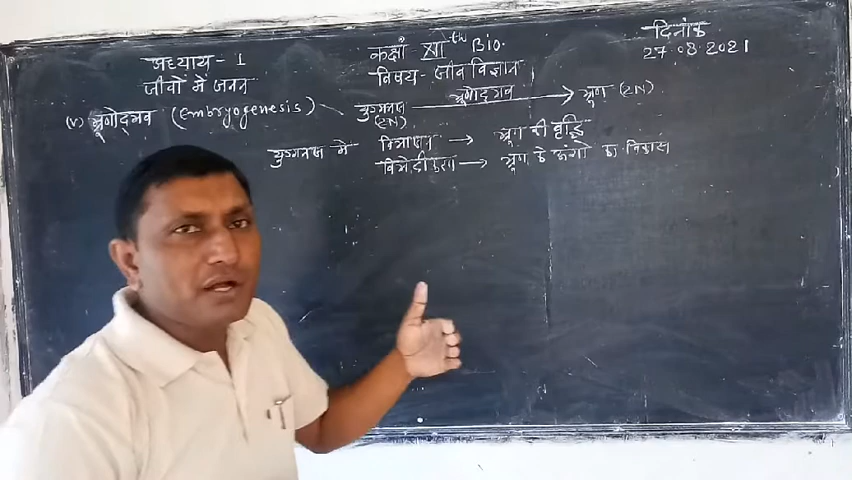 अध्याय - 1
जीवों में जनन
कक्षा XII th Bio.
विषय - जीव विज्ञान
दिनांक
27.08.2021
(v) भ्रूणोद्भव (Embryogenesis)
युग्मनज (2N) भ्रूणोद्भव → भ्रूण (2N)
युग्मनज में विभाजन → भ्रूण की वृद्धि
विभेदीकरण → भ्रूण के अंगों का विकास